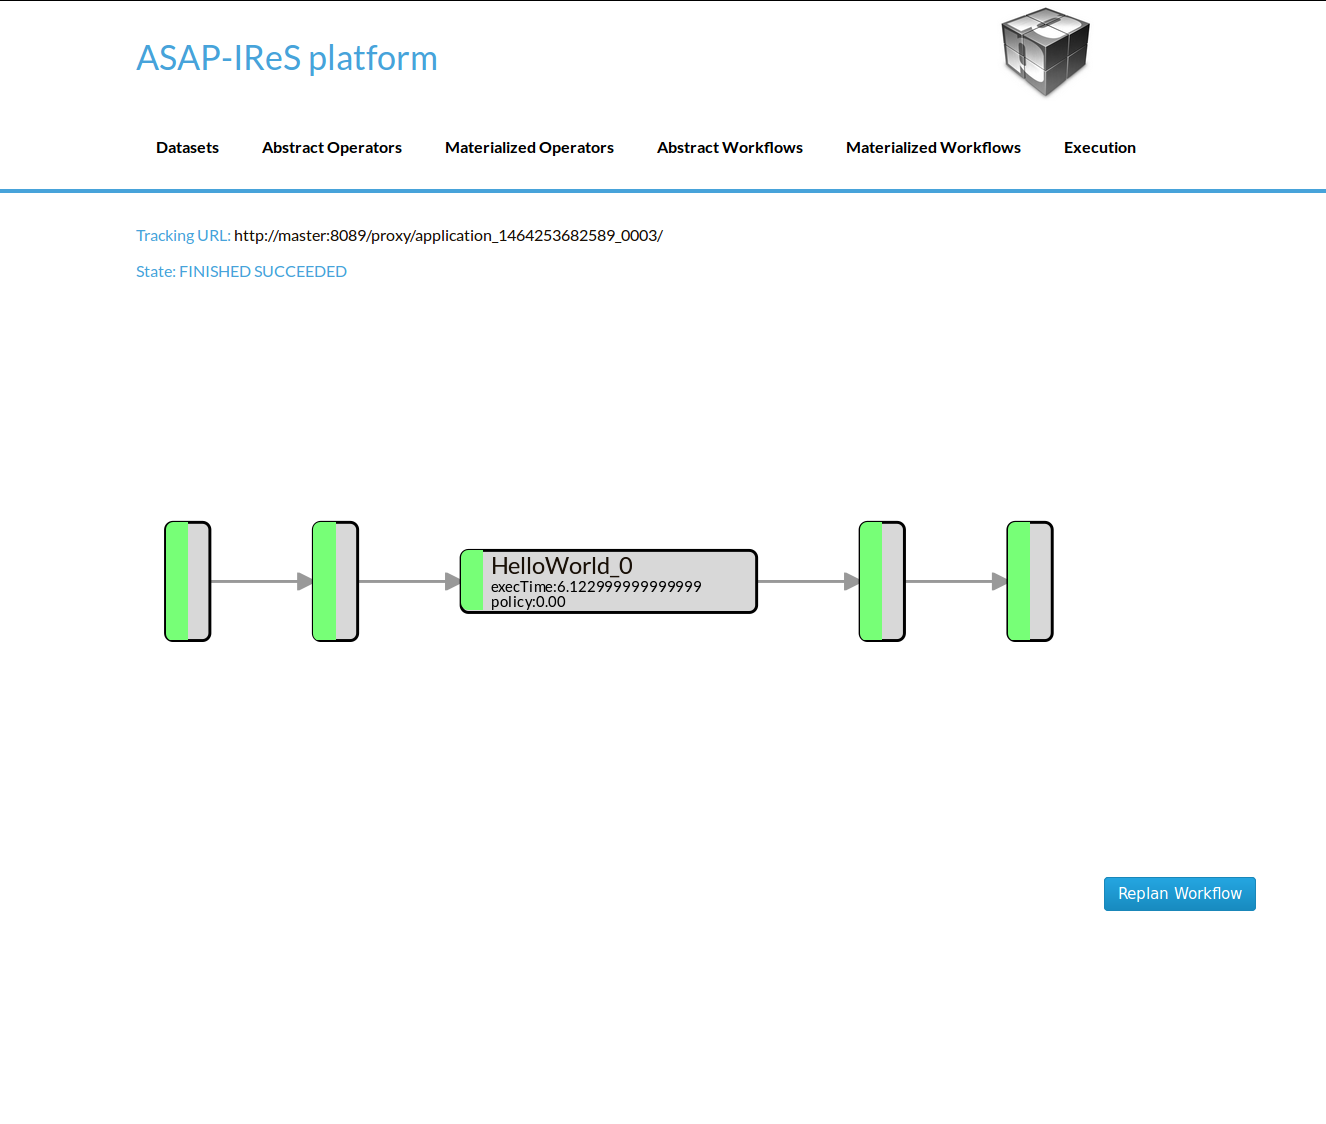 ASAP-IReS platform
Datasets Abstract Operators Materialized Operators Abstract Workflows Materialized Workflows Execution
Tracking URL: http://master:8089/proxy/application_1464253682589_0003/
State: FINISHED SUCCEEDED
HelloWorld_0
execTime:6.122999999999999
policy:0.00
Replan Workflow